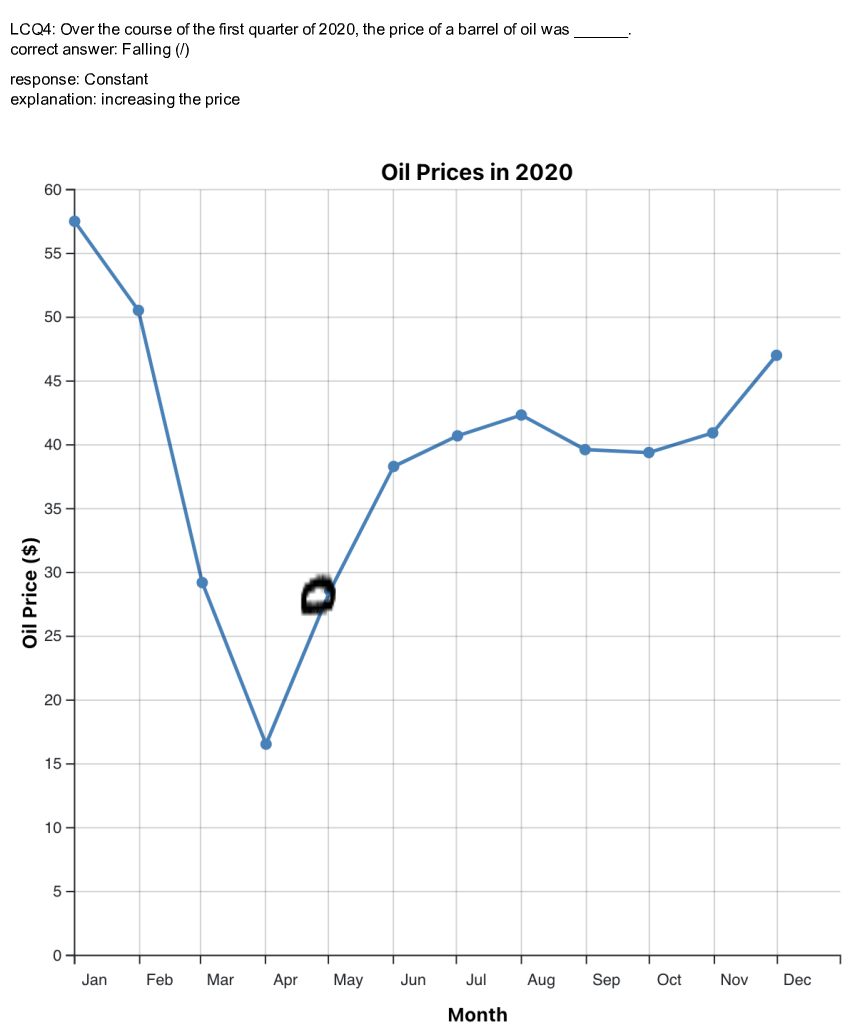 LCQ4: Over the course of the first quarter of 2020, the price of a barrel of oil was _______.
correct answer: Falling (/)
response: Constant
explanation: increasing the price
Oil Prices in 2020
60
55
50
45
40
35
30
25
20
15
10
5
0
Oil Price ($)
Jan Feb Mar Apr May Jun Jul Aug Sep Oct Nov Dec
Month